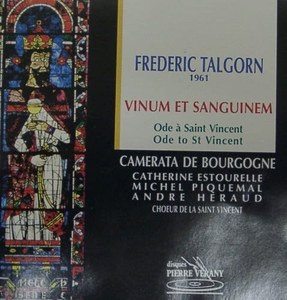 FREDERIC TALGORN
1961
VINUM ET SANGUINEM
Ode à Saint Vincent
Ode to St Vincent
CAMERATA DE BOURGOGNE
CATHERINE ESTOURELLE
MICHEL PIQUEMAL
ANDRE HÉRAUD
CHOEUR DE LA SAINT VINCENT
disques
PIERRE VERANY